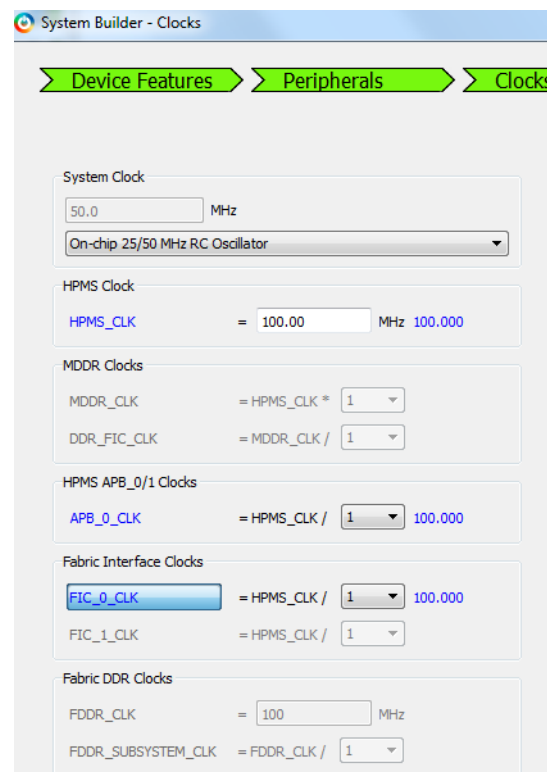 System Builder - Clocks
Device Features Peripherals Clocks
System Clock
50.0 MHz
On-chip 25/50 MHz RC Oscillator
HPMS Clock
HPMS_CLK = 100.00 MHz 100.000
MDDR Clocks
MDDR_CLK = HPMS_CLK * 1
DDR_FIC_CLK = MDDR_CLK / 1
HPMS APB_0/1 Clocks
APB_0_CLK = HPMS_CLK / 1 100.000
Fabric Interface Clocks
FIC_0_CLK = HPMS_CLK / 1 100.000
FIC_1_CLK = HPMS_CLK / 1
Fabric DDR Clocks
FDDR_CLK = 100 MHz
FDDR_SUBSYSTEM_CLK = FDDR_CLK / 1